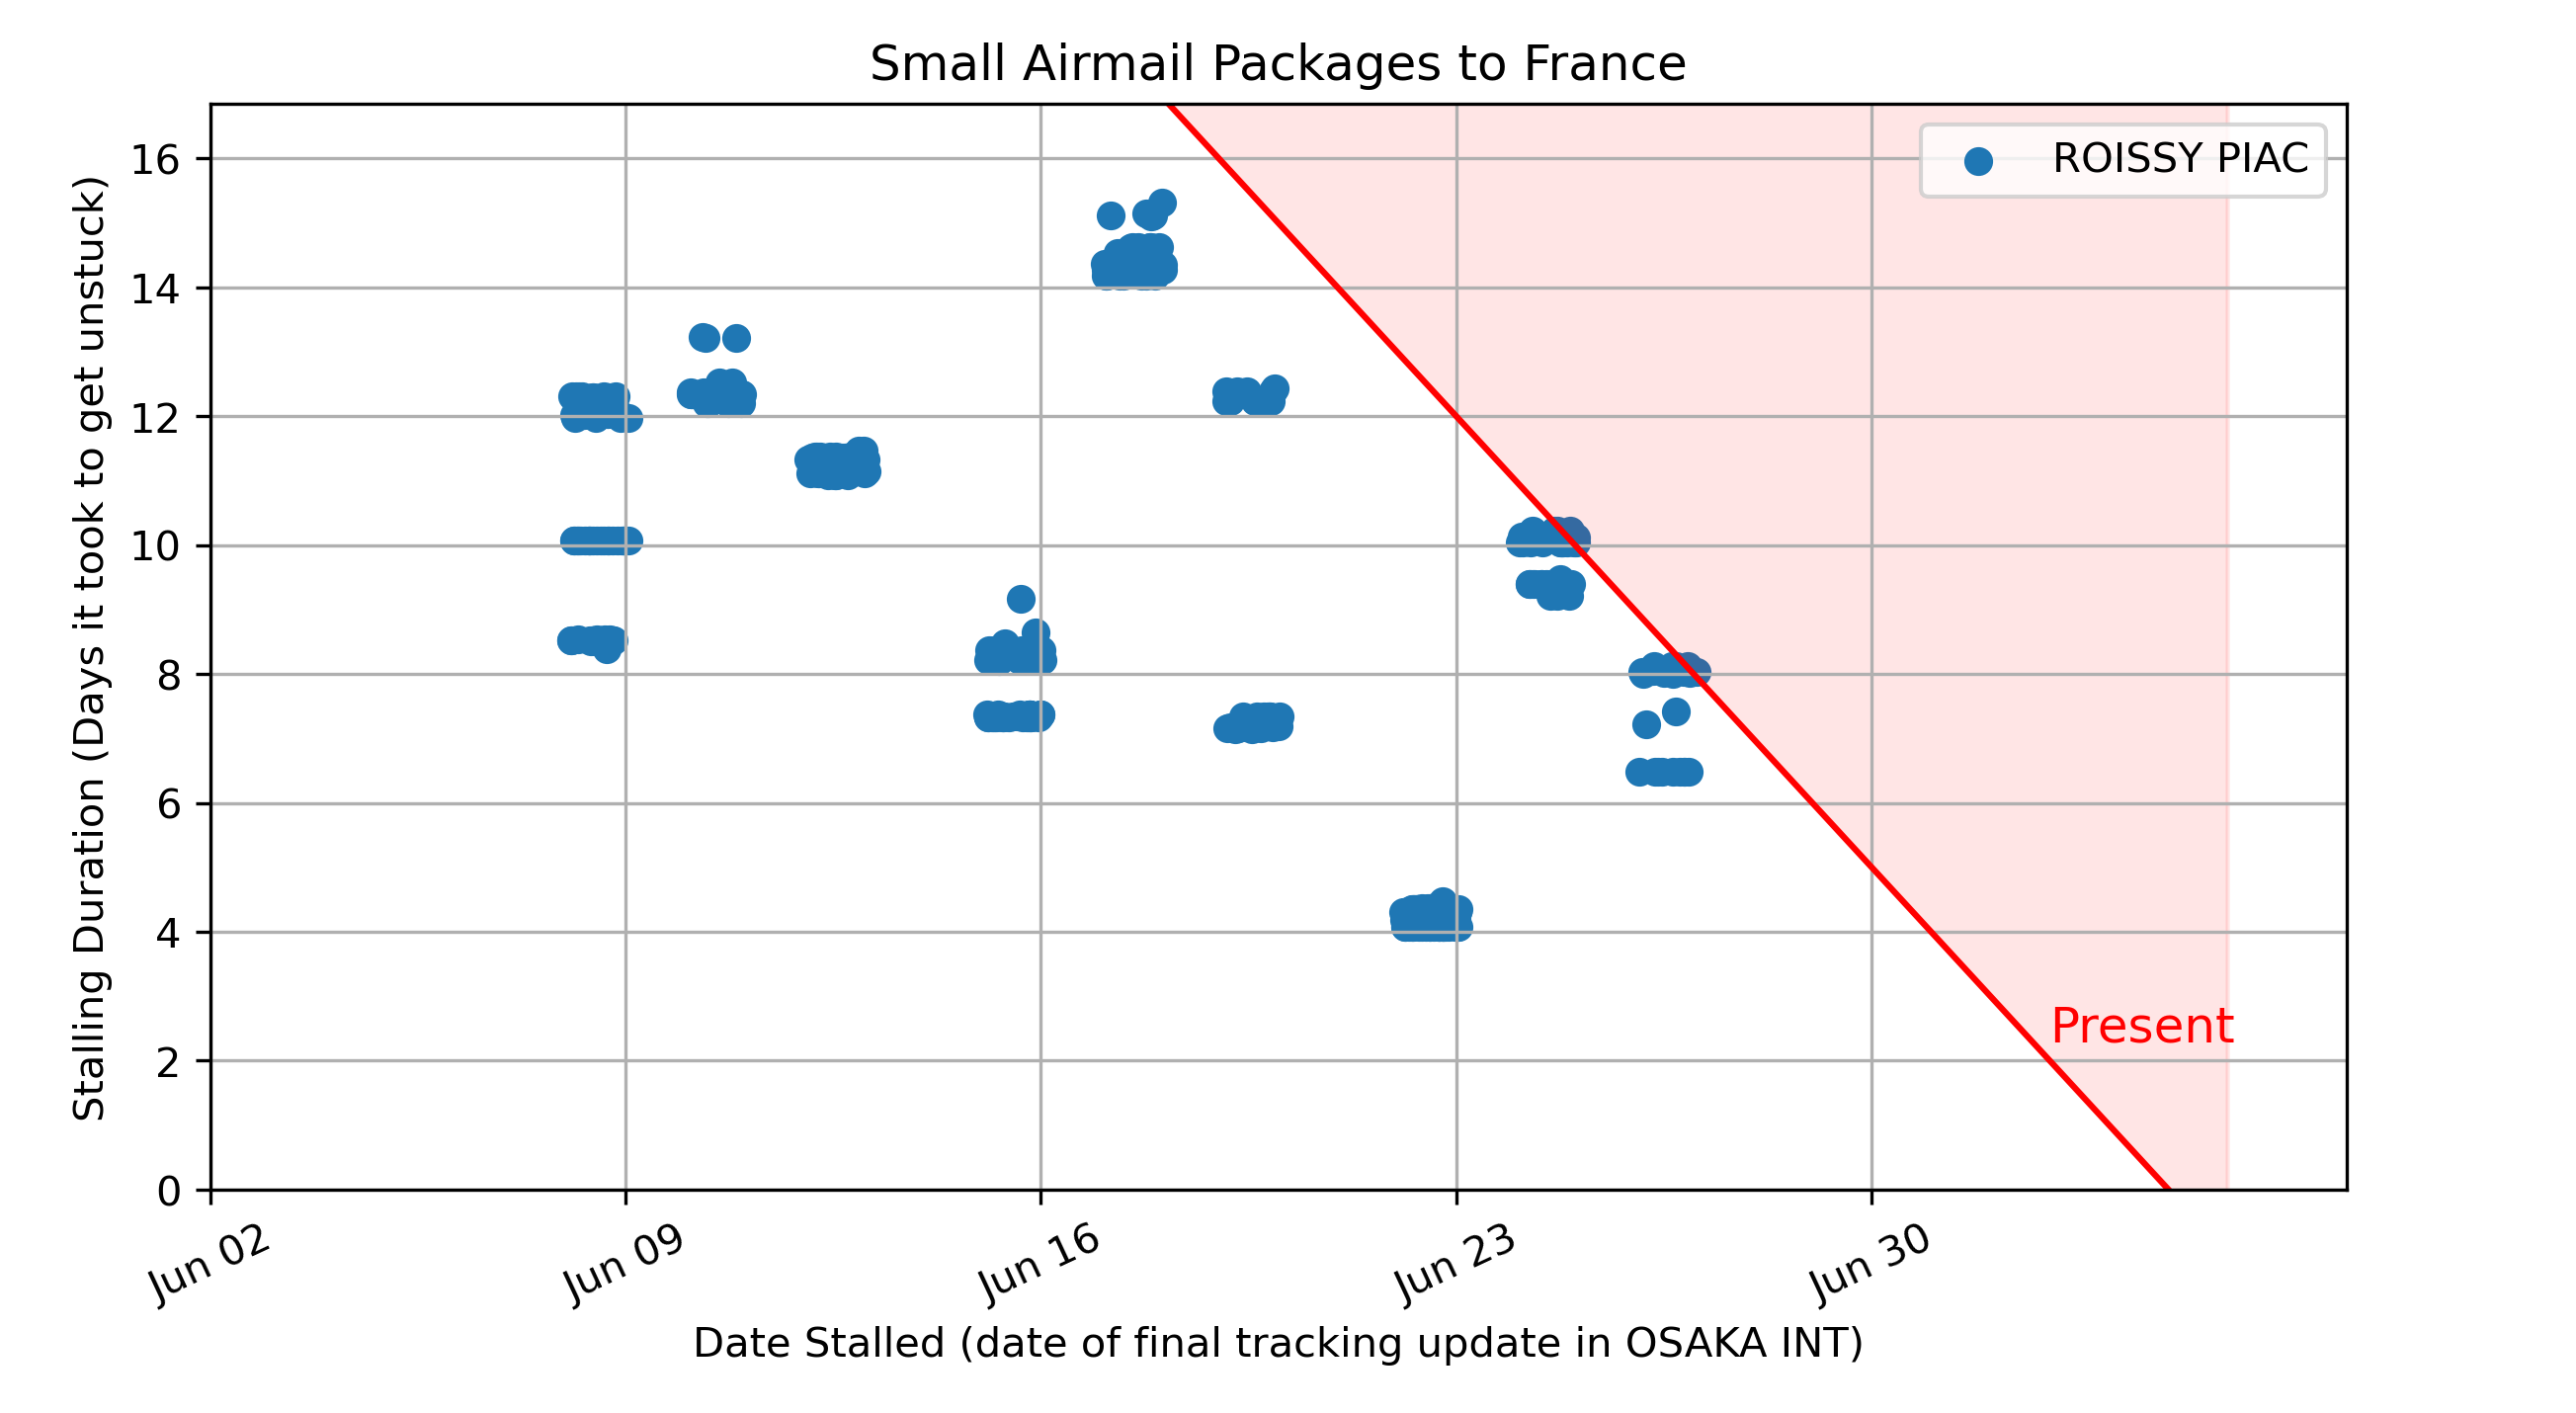 Small Airmail Packages to France
Stalling Duration (Days it took to get unstuck)
16
14
12
10
8
6
4
2
0
ROISSY PIAC
Present
Jun 02
Jun 09
Jun 16
Jun 23
Jun 30
Date Stalled (date of final tracking update in OSAKA INT)